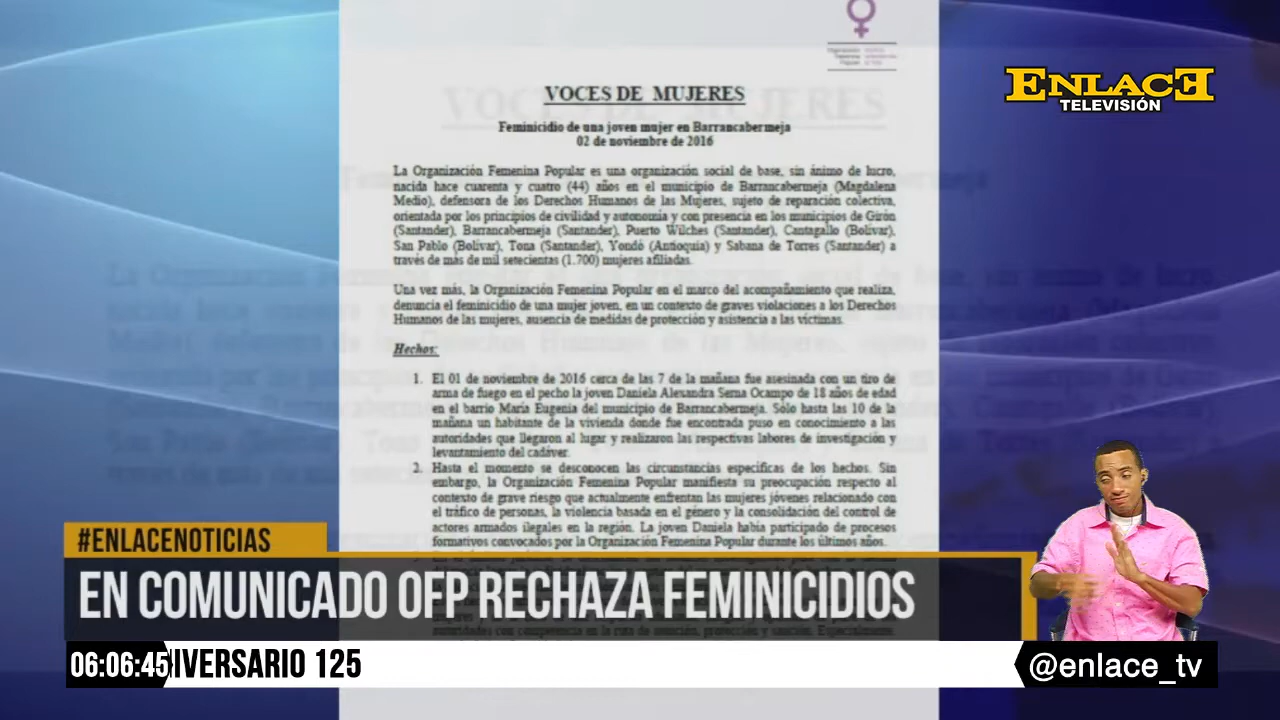 ENLACE
TELEVISIÓN
VOCES DE MUJERES
Feminicidio de una joven mujer en Barrancabermeja
02 de noviembre de 2016
La Organización Femenina Popular es una organización social de base, sin ánimo de lucro,
nacida hace cuarenta y cuatro (44) años en el municipio de Barrancabermeja (Magdalena
Medio), defensora de los Derechos Humanos de las Mujeres, sujeto de reparación colectiva,
orientada por los principios de civilidad y autonomía y con presencia en los municipios de Girón
(Santander), Barrancabermeja (Santander), Puerto Wilches (Santander), Cantagallo (Bolívar),
San Pablo (Bolívar), Tona (Santander), Yondó (Antioquia) y Sabana de Torres (Santander) a
través de más de mil setecientas (1.700) mujeres afiliadas.
Una vez más, la Organización Femenina Popular en el marco del acompañamiento que realiza,
denuncia el feminicidio de una mujer joven, en un contexto de graves violaciones a los Derechos
Humanos de las mujeres, ausencia de medidas de protección y asistencia a las víctimas.
Hechos:
1. El 01 de noviembre de 2016 cerca de las 7 de la mañana fue asesinada con un tiro de
arma de fuego en el pecho la joven Daniela Alexandra Serna Ocampo de 18 años de edad
en el barrio María Eugenia del municipio de Barrancabermeja. Sólo hasta las 10 de la
mañana un habitante de la vivienda donde fue encontrada puso en conocimiento a las
autoridades que llegaron al lugar y realizaron las respectivas labores de investigación y
levantamiento del cadáver.
2. Hasta el momento se desconocen las circunstancias específicas de los hechos. Sin
embargo, la Organización Femenina Popular manifiesta su preocupación respecto al
contexto de grave riesgo que actualmente enfrentan las mujeres jóvenes relacionado con
el tráfico de personas, la violencia basada en el género y la consolidación del control de
actores armados ilegales en la región. La joven Daniela había participado de procesos
formativos convocados por la Organización Femenina Popular durante los últimos años.
#ENLACENOTICIAS
EN COMUNICADO OFP RECHAZA FEMINICIDIOS
06:06:45
IVERSARIO 125
@enlace_tv